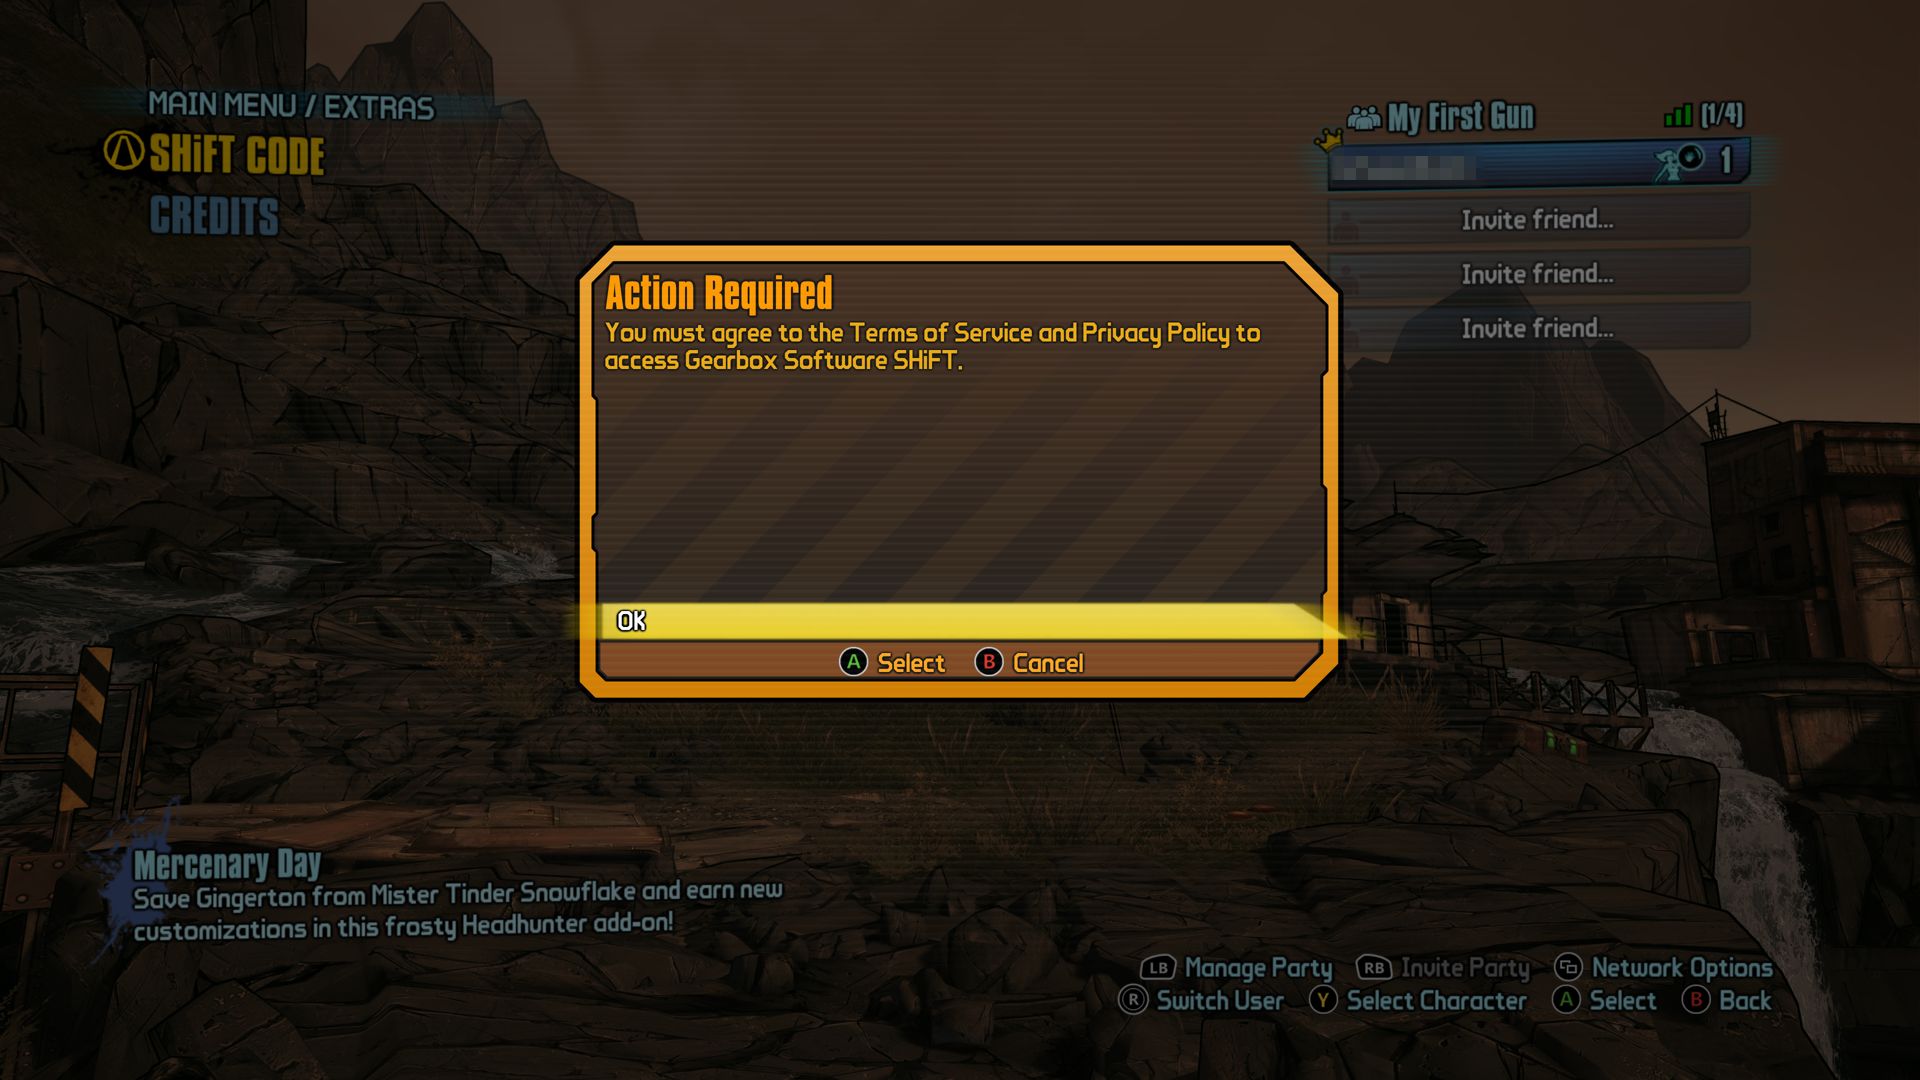 MAIN MENU / EXTRAS
SHiFT CODE
CREDITS
My First Gun (1/4)
1
Invite friend...
Invite friend...
Invite friend...
Action Required
You must agree to the Terms of Service and Privacy Policy to
access Gearbox Software SHiFT.
OK
A Select B Cancel
Mercenary Day
Save Gingerton from Mister Tinder Snowflake and earn new
customizations in this frosty Headhunter add-on!
LB Manage Party RB Invite Party Network Options
R Switch User Y Select Character A Select B Back